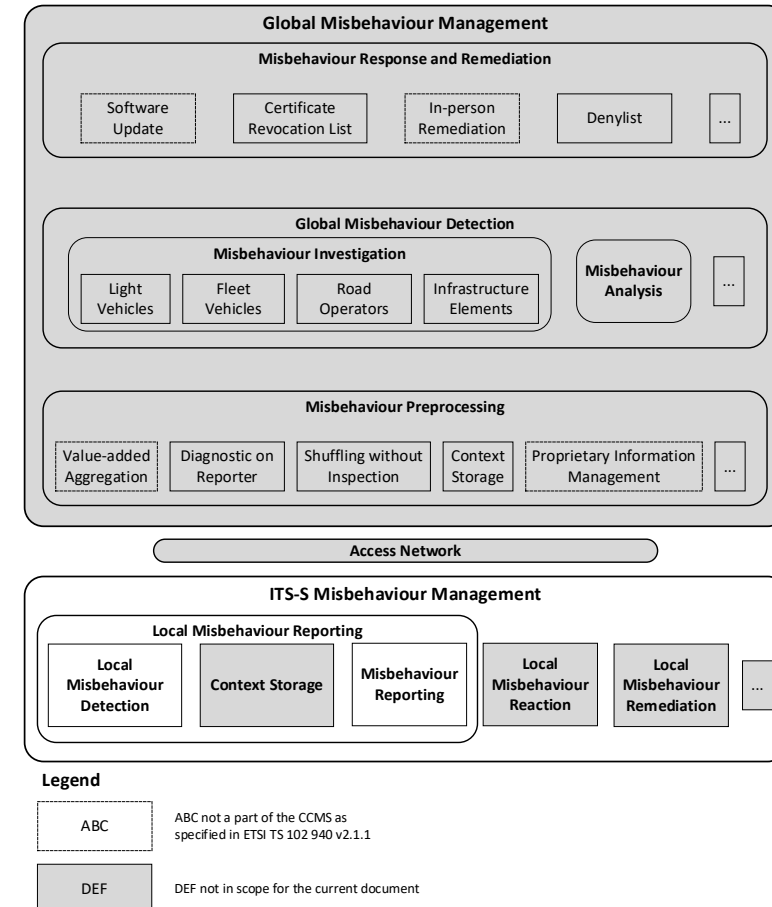 Global Misbehaviour Management
Misbehaviour Response and Remediation
Software
Update
Certificate
Revocation List
In-person
Remediation
Denylist
...
Global Misbehaviour Detection
Misbehaviour Investigation
Light
Vehicles
Fleet
Vehicles
Road
Operators
Infrastructure
Elements
Misbehaviour
Analysis
...
Misbehaviour Preprocessing
Value-added
Aggregation
Diagnostic on
Reporter
Shuffling without
Inspection
Context
Storage
Proprietary Information
Management
...
Access Network
ITS-S Misbehaviour Management
Local Misbehaviour Reporting
Local
Misbehaviour
Detection
Context Storage
Misbehaviour
Reporting
Local
Misbehaviour
Reaction
Local
Misbehaviour
Remediation
...
Legend
ABC
ABC not a part of the CCMS as
specified in ETSI TS 102 940 v2.1.1
DEF
DEF not in scope for the current document